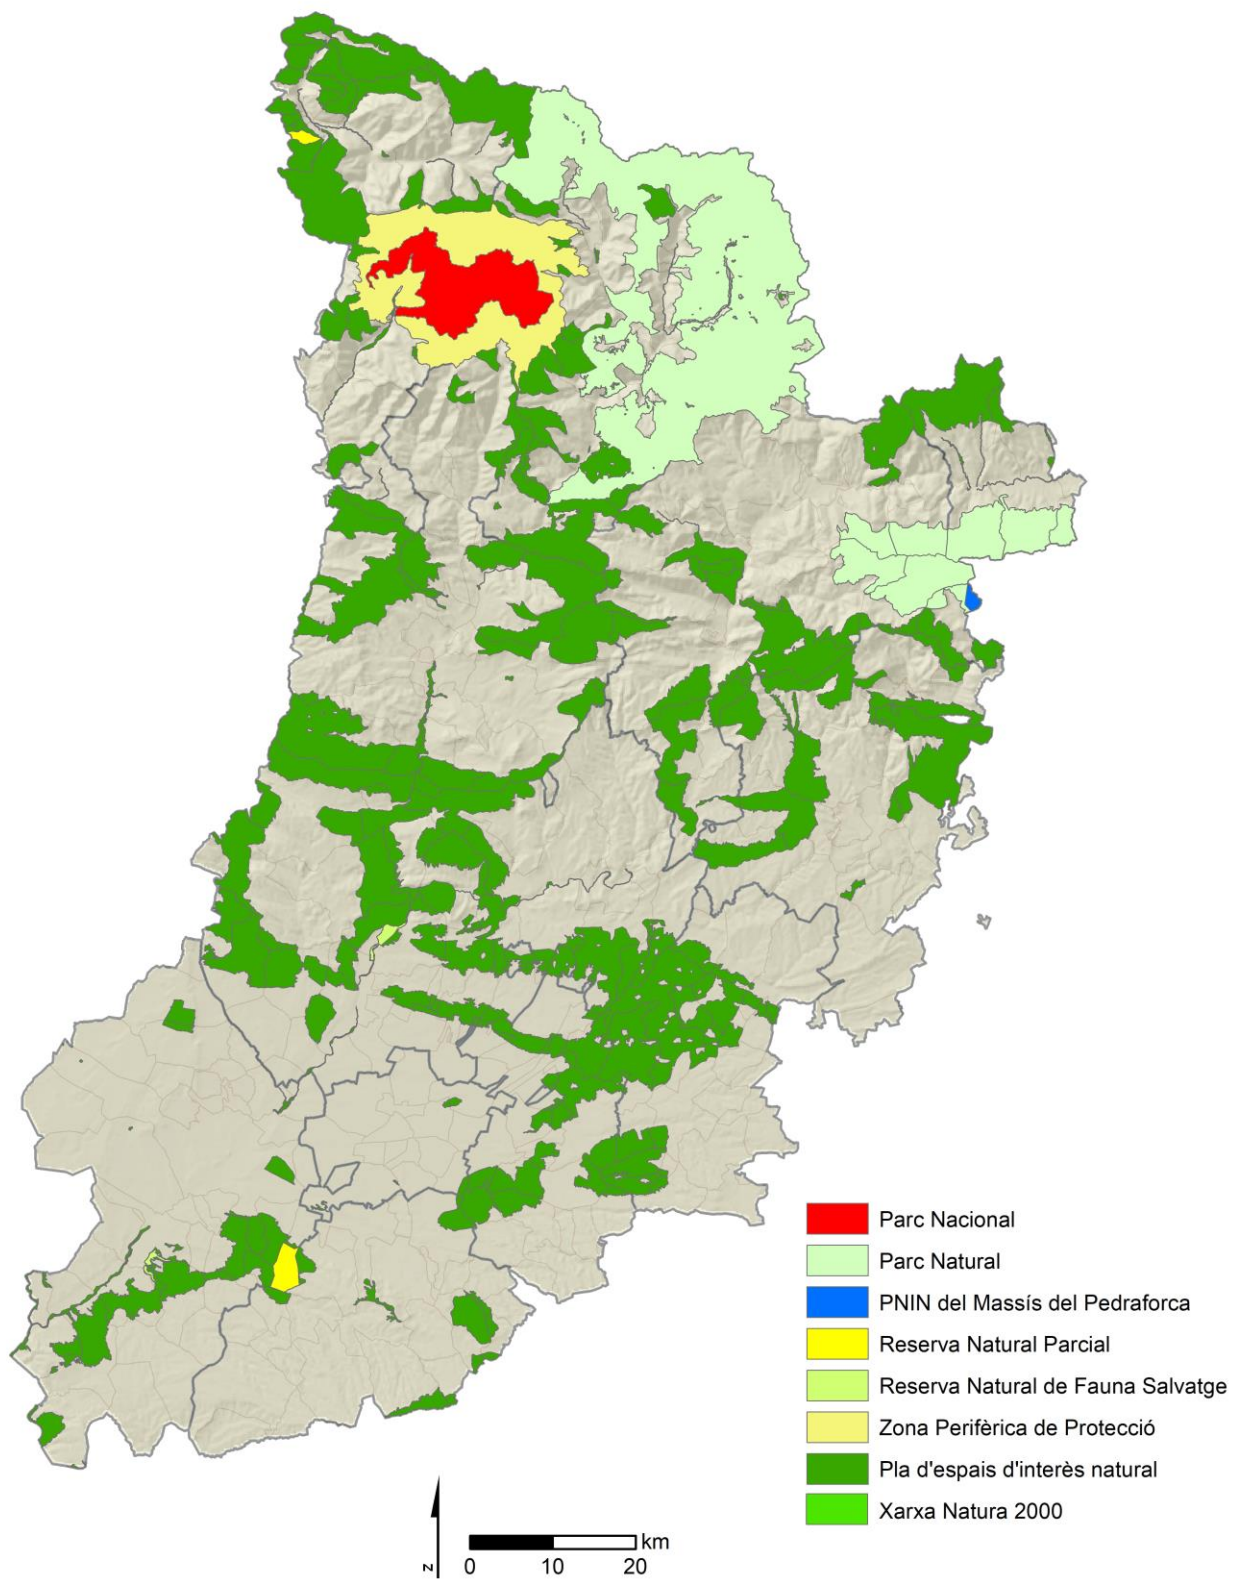 Parc Nacional
Parc Natural
PNIN del Massís del Pedraforca
Reserva Natural Parcial
Reserva Natural de Fauna Salvatge
Zona Perifèrica de Protecció
Pla d'espais d'interès natural
Xarxa Natura 2000
km
z 0 10 20